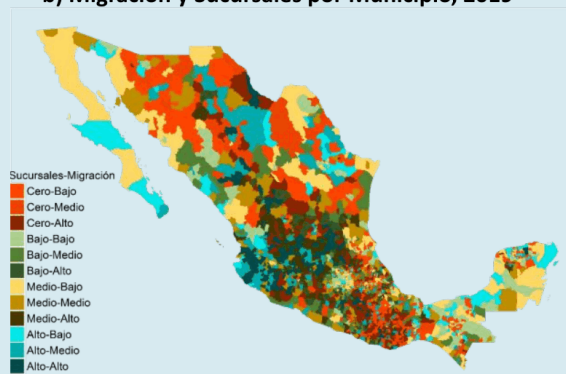 b) Migración y Sucursales por Municipio, 2015
Sucursales-Migración
Cero-Bajo
Cero-Medio
Cero-Alto
Bajo-Bajo
Bajo-Medio
Bajo-Alto
Medio-Bajo
Medio-Medio
Medio-Alto
Alto-Bajo
Alto-Medio
Alto-Alto